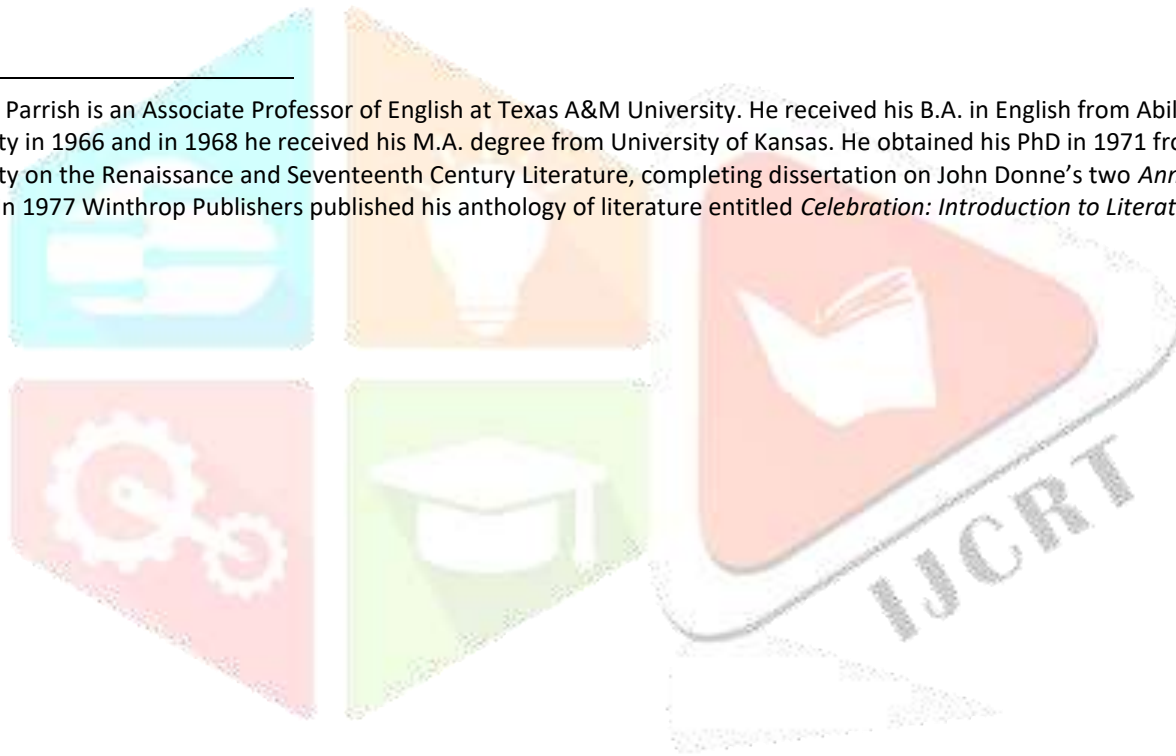 Parrish is an Associate Professor of English at Texas A&M University. He received his B.A. in English from Abil
ty in 1966 and in 1968 he received his M.A. degree from University of Kansas. He obtained his PhD in 1971 fro
ty on the Renaissance and Seventeenth Century Literature, completing dissertation on John Donne’s two Ann
n 1977 Winthrop Publishers published his anthology of literature entitled Celebration: Introduction to Literat
IJCRT